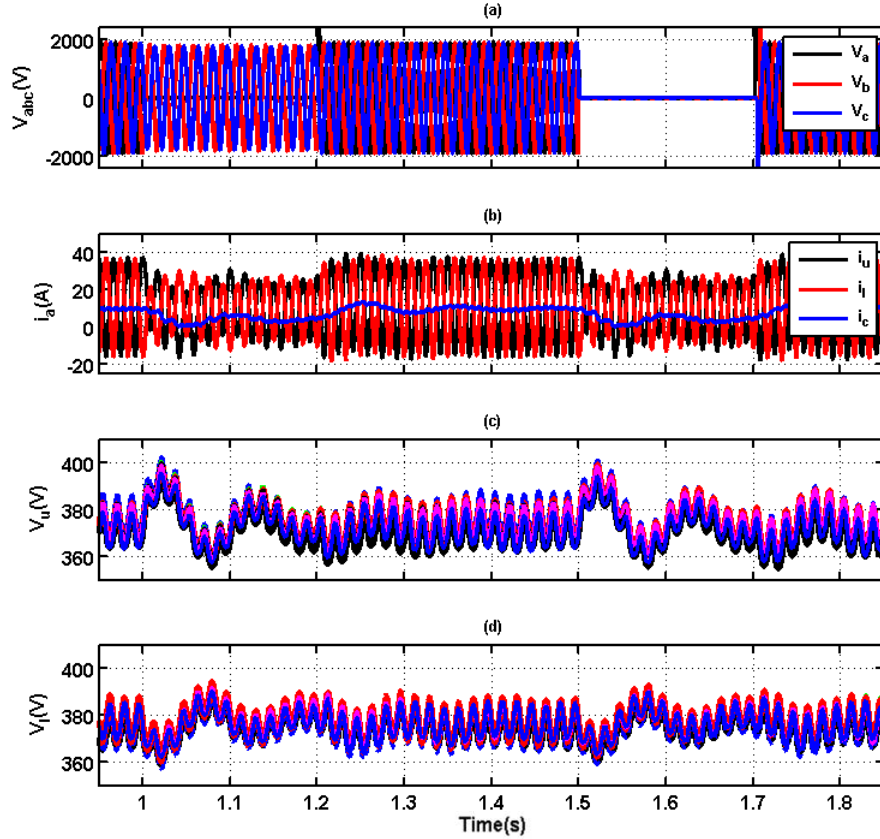 (a)
V_abc(V)
2000
0
-2000
V_a
V_b
V_c
(b)
i_a(A)
40
20
0
-20
i_u
i_l
i_c
(c)
V_u(V)
400
380
360
(d)
V_l(V)
400
380
360
1 1.1 1.2 1.3 1.4 1.5 1.6 1.7 1.8
Time(s)